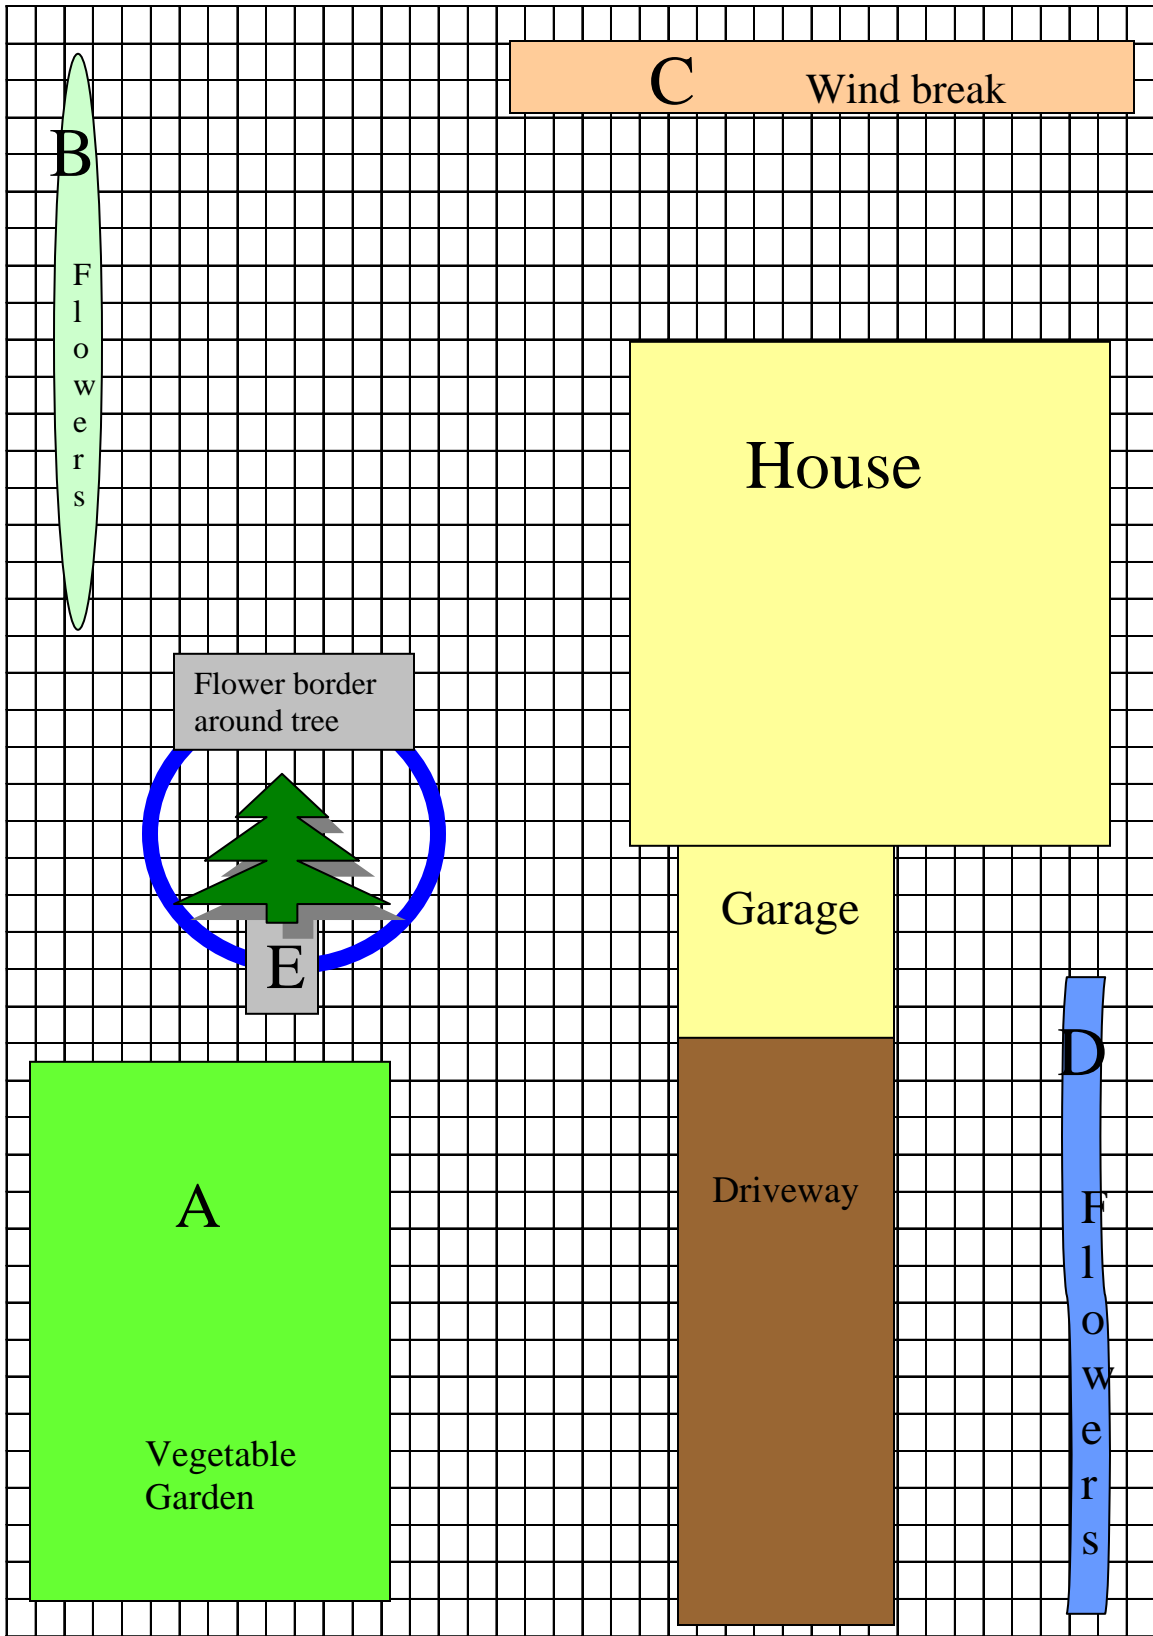 C Wind break
B
F
l
o
w
e
r
s
House
Flower border
around tree
Garage
E
D
A
Driveway
F
l
o
w
e
r
s
Vegetable
Garden